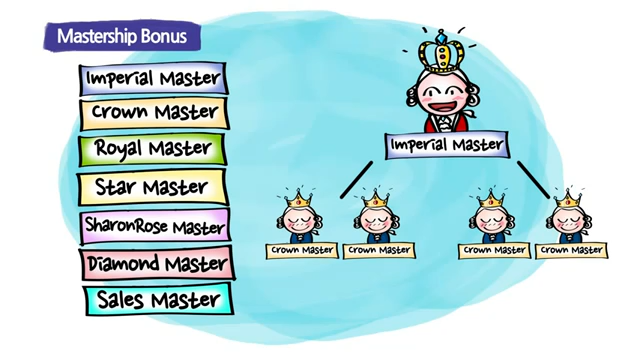 Mastership Bonus
Imperial Master
Crown Master
Royal Master
Star Master
SharonRose Master
Diamond Master
Sales Master
Imperial Master
Crown Master
Crown Master
Crown Master
Crown Master